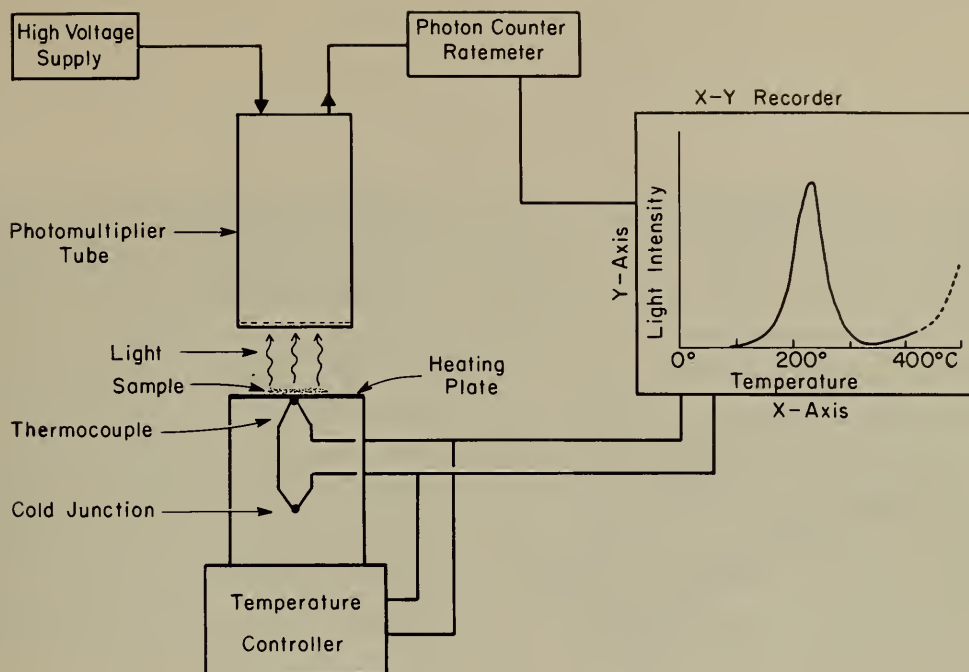 High Voltage
Supply
Photon Counter
Ratemeter
X-Y Recorder
Y-Axis
Light Intensity
0° 200° 400°C
Temperature
X-Axis
Photomultiplier
Tube
Light
Sample
Heating
Plate
Thermocouple
Cold Junction
Temperature
Controller